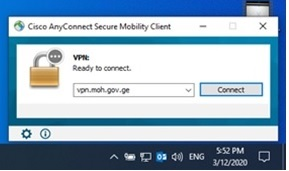 Cisco AnyConnect Secure Mobility Client
VPN:
Ready to connect.
vpn.moh.gov.ge
Connect
ENG
5:52 PM
3/12/2020